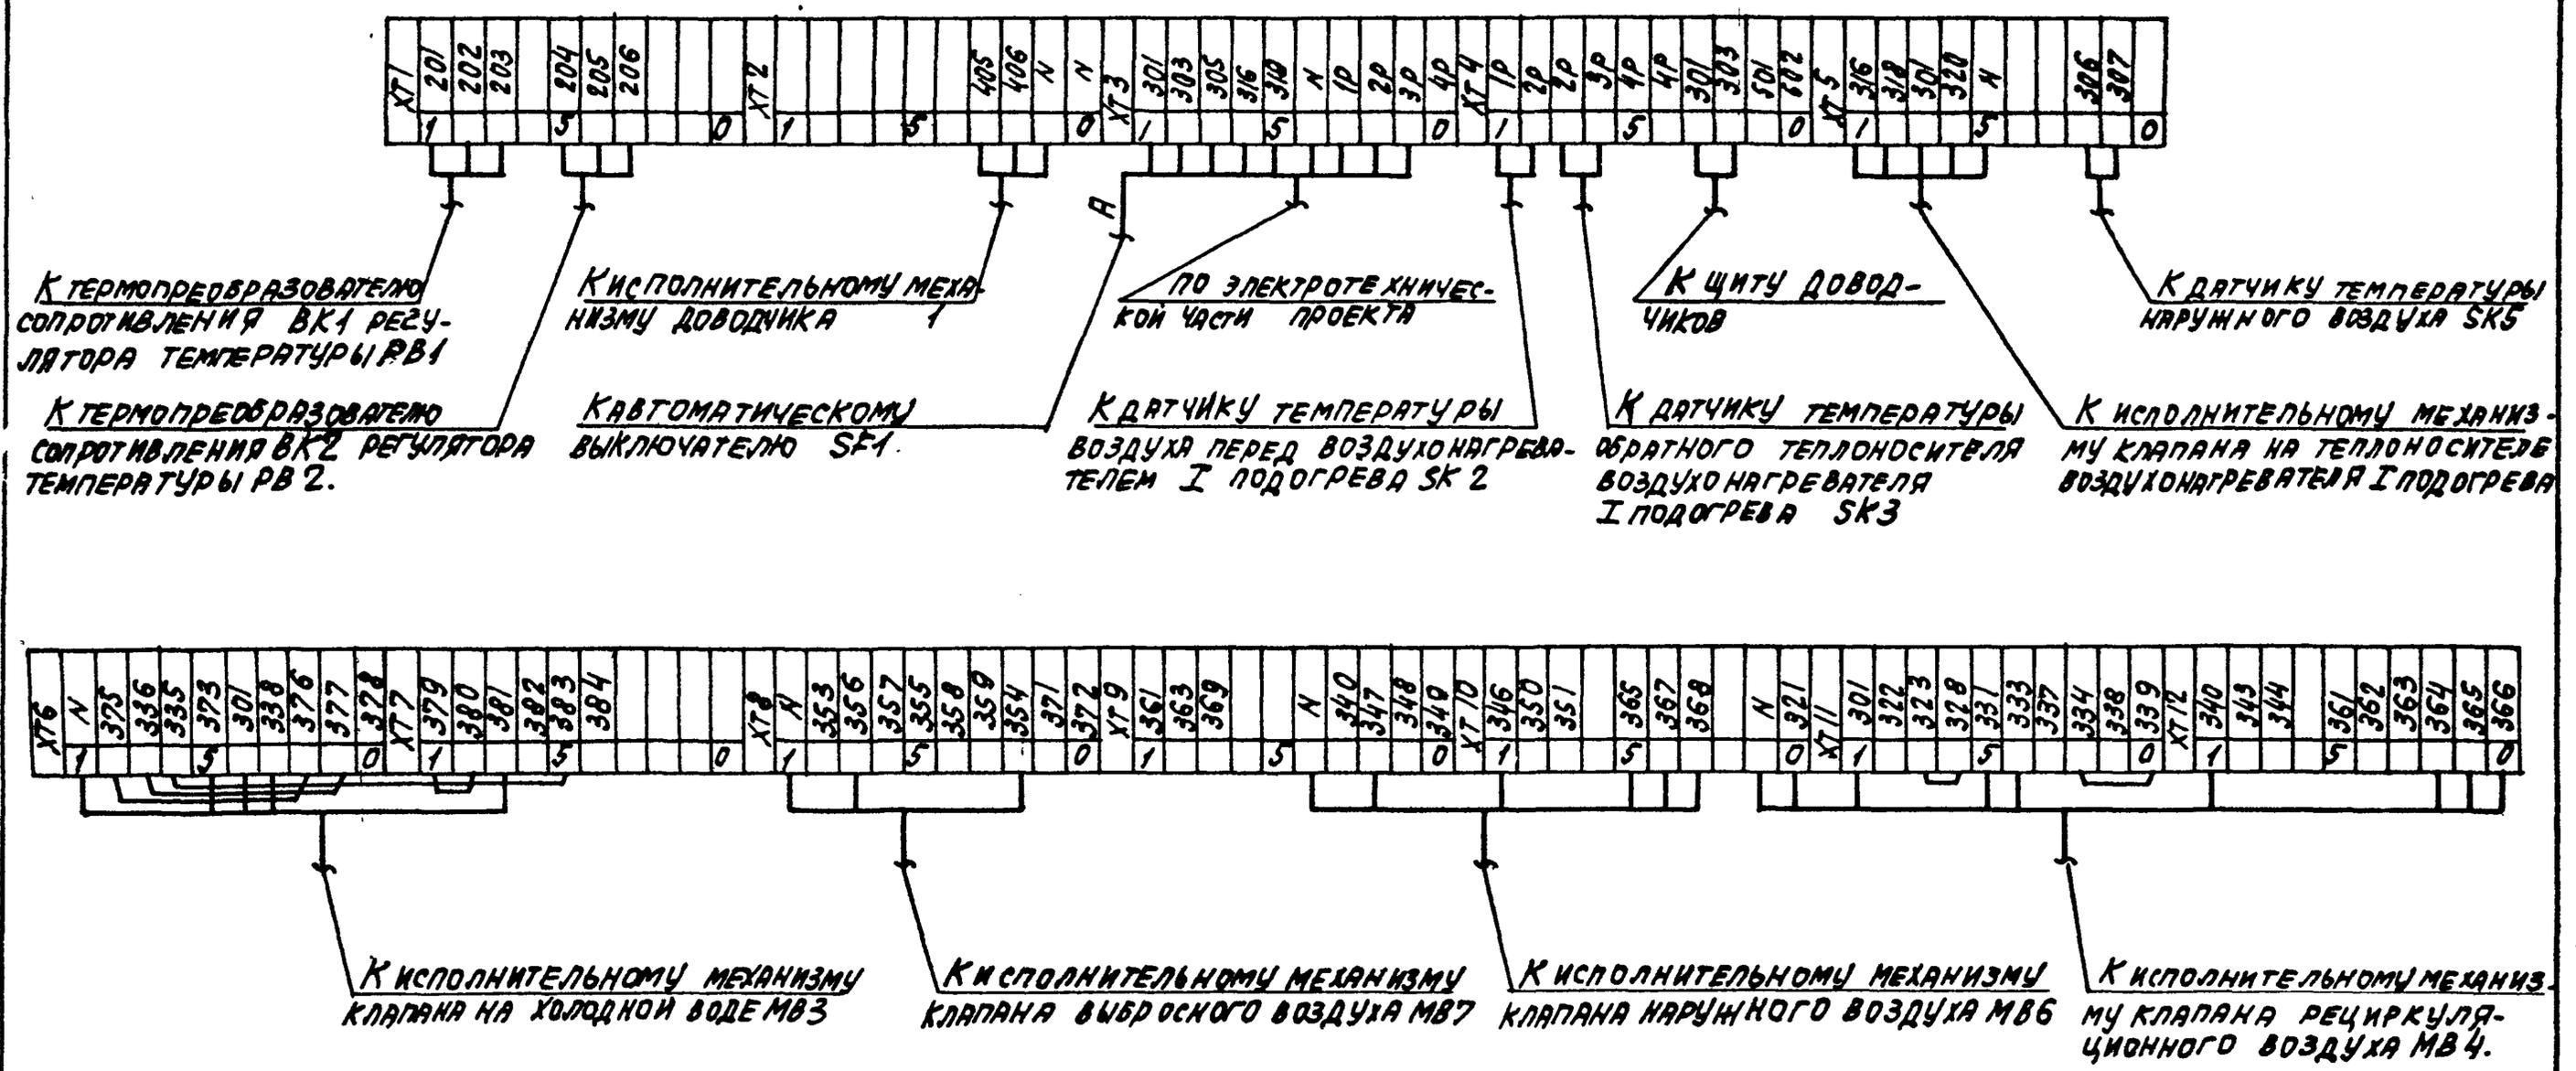 XT1 201 202 203 204 205 206 XT2 405 406 N N XT3 301 303 305 316 310 N 1P 2P 3P 4P XT4 1P 2P 2P 3P 4P 4P 301 303 501 602 XT5 316 318 301 320 N 306 307
1 5 0 1 5 0 1 5 0 1 5 0 1 5 0
A
К ТЕРМОПРЕОБРАЗОВАТЕЛЮ
СОПРОТИВЛЕНИЯ ВК1 РЕГУ-
ЛЯТОРА ТЕМПЕРАТУРЫ РВ1
К ИСПОЛНИТЕЛЬНОМУ МЕХА-
НИЗМУ ДОВОДЧИКА 1
ПО ЭЛЕКТРОТЕХНИЧЕС-
КОЙ ЧАСТИ ПРОЕКТА
К ЩИТУ ДОВОД-
ЧИКОВ
К ДАТЧИКУ ТЕМПЕРАТУРЫ
НАРУЖНОГО ВОЗДУХА SK5
К ТЕРМОПРЕОБРАЗОВАТЕЛЮ
СОПРОТИВЛЕНИЯ ВК2 РЕГУЛЯТОРА
ТЕМПЕРАТУРЫ РВ2.
К АВТОМАТИЧЕСКОМУ
ВЫКЛЮЧАТЕЛЮ SF1.
К ДАТЧИКУ ТЕМПЕРАТУРЫ
ВОЗДУХА ПЕРЕД ВОЗДУХОНАГРЕВА-
ТЕЛЕМ I ПОДОГРЕВА SK2
К ДАТЧИКУ ТЕМПЕРАТУРЫ
ОБРАТНОГО ТЕПЛОНОСИТЕЛЯ
ВОЗДУХОНАГРЕВАТЕЛЯ
I ПОДОГРЕВА SK3
К ИСПОЛНИТЕЛЬНОМУ МЕХАНИЗ-
МУ КЛАПАНА НА ТЕПЛОНОСИТЕЛЕ
ВОЗДУХОНАГРЕВАТЕЛЯ I ПОДОГРЕВА
XT6 N 375 336 335 373 301 338 376 377 378 XT7 379 380 381 382 383 384 XT8 N 353 356 357 355 358 359 354 371 372 XT9 361 363 369 N 340 347 348 349 XT10 346 350 351 365 367 368 N 321 XT11 301 322 323 328 331 333 337 334 338 339 XT12 340 343 344 361 362 363 364 365 366
1 5 0 1 5 0 1 5 0 1 5 0 1 5 0 1 5 0 1 5 0
К ИСПОЛНИТЕЛЬНОМУ МЕХАНИЗМУ
КЛАПАНА НА ХОЛОДНОЙ ВОДЕ МВ3
К ИСПОЛНИТЕЛЬНОМУ МЕХАНИЗМУ
КЛАПАНА ВЫБРОСНОГО ВОЗДУХА МВ7
К ИСПОЛНИТЕЛЬНОМУ МЕХАНИЗМУ
КЛАПАНА НАРУЖНОГО ВОЗДУХА МВ6
К ИСПОЛНИТЕЛЬНОМУ МЕХАНИЗ-
МУ КЛАПАНА РЕЦИРКУЛЯ-
ЦИОННОГО ВОЗДУХА МВ4.